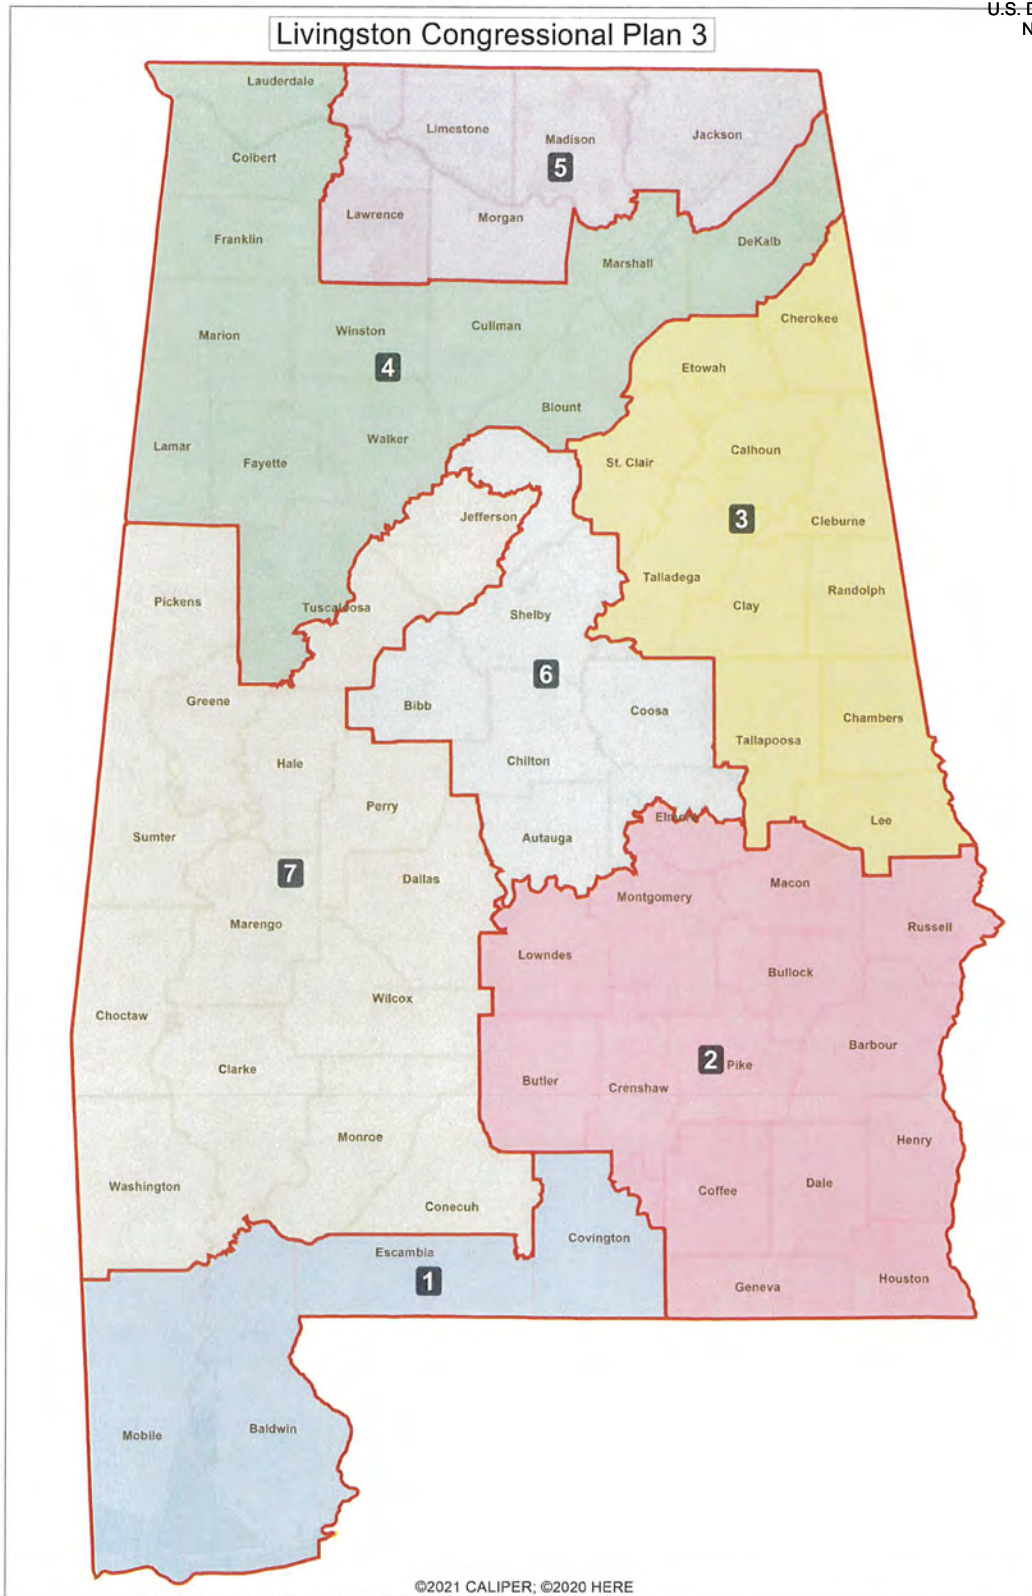 U.S. D
N
Livingston Congressional Plan 3
Lauderdale
Limestone
Madison
Jackson
Colbert
5
Lawrence
Morgan
Franklin
DeKalb
Marshall
Cherokee
Marion
Winston
Cullman
4
Etowah
Blount
Lamar
Walker
Fayette
St. Clair
Calhoun
Jefferson
3
Cleburne
Talladega
Randolph
Pickens
Tuscaloosa
Shelby
Clay
6
Greene
Bibb
Coosa
Chambers
Tallapoosa
Hale
Chilton
Perry
Elmore
Lee
Sumter
Autauga
7
Dallas
Macon
Montgomery
Marengo
Russell
Lowndes
Bullock
Wilcox
Choctaw
Barbour
Clarke
2
Pike
Butler
Crenshaw
Monroe
Henry
Washington
Coffee
Dale
Conecuh
Covington
Escambia
1
Geneva
Houston
Mobile
Baldwin
©2021 CALIPER; ©2020 HERE